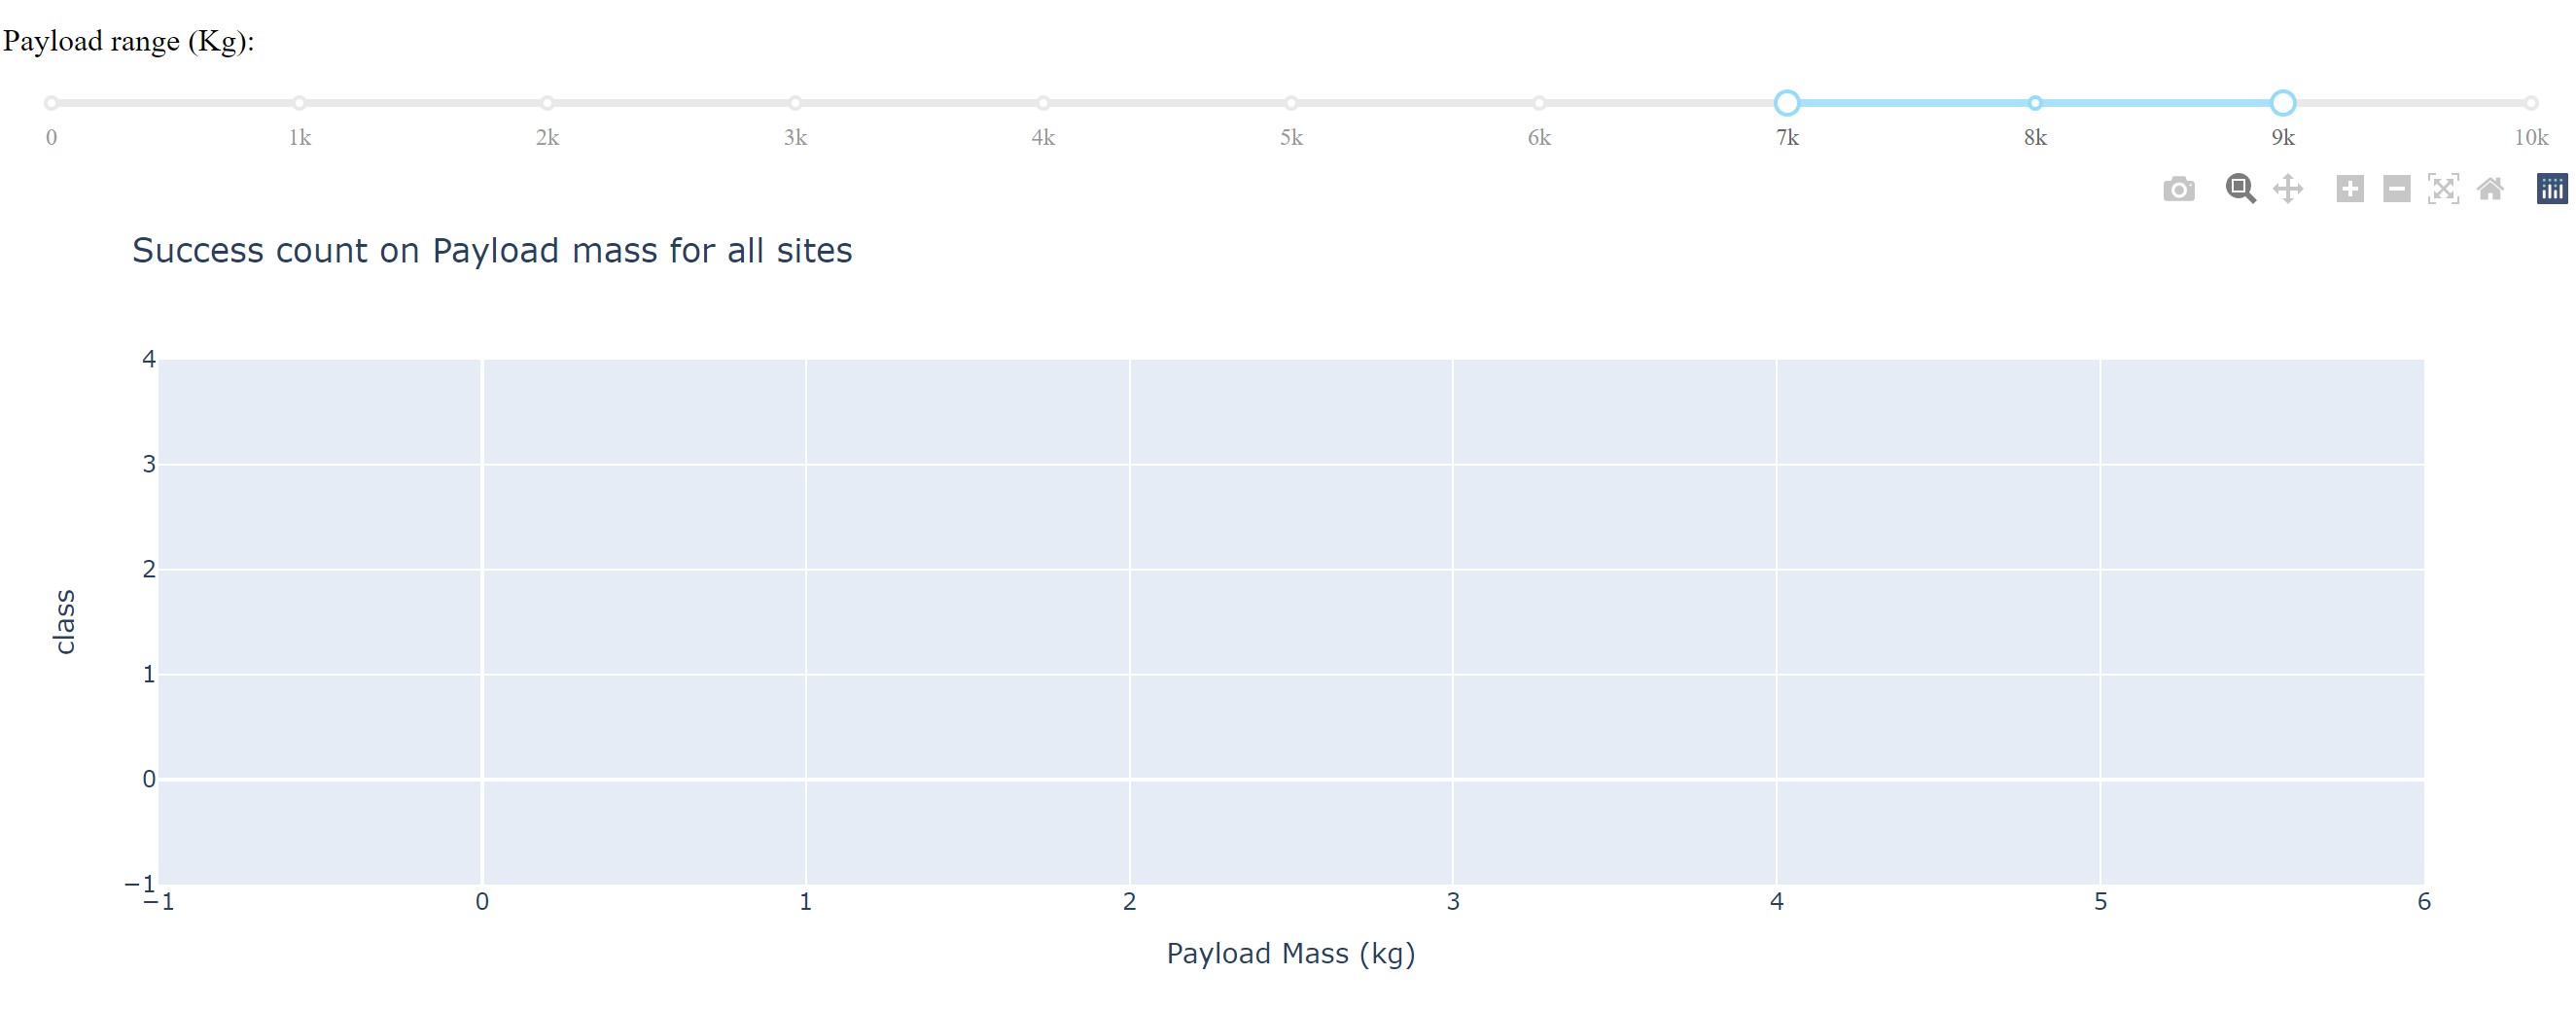 Payload range (Kg):
0 1k 2k 3k 4k 5k 6k 7k 8k 9k 10k
Success count on Payload mass for all sites
4
3
2
1
0
−1
class
−1 0 1 2 3 4 5 6
Payload Mass (kg)